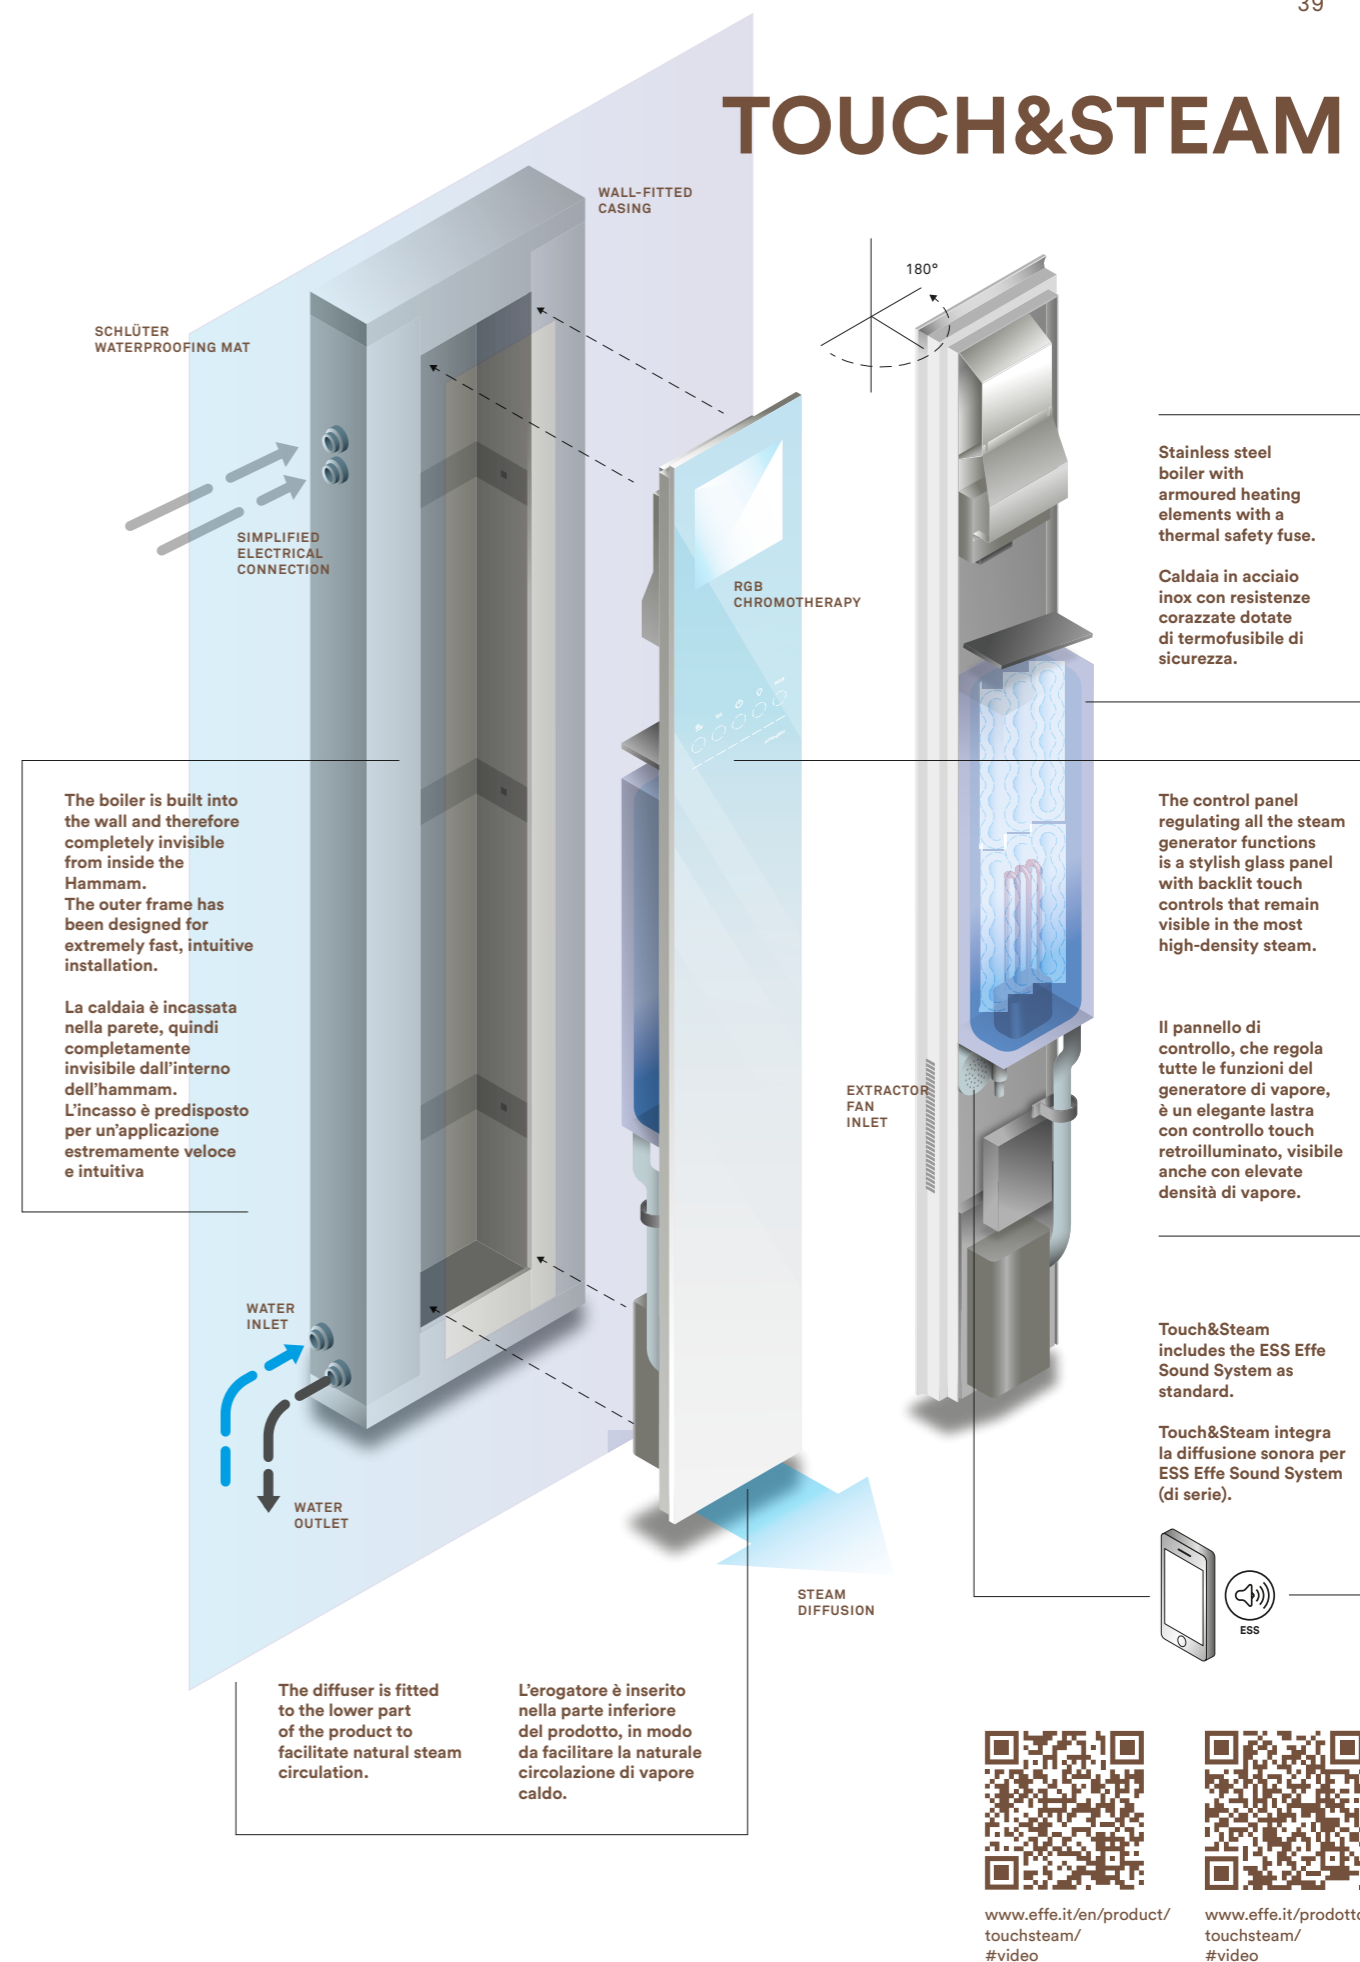 39
TOUCH&STEAM
WALL-FITTED
CASING
180°
SCHLÜTER
WATERPROOFING MAT
SIMPLIFIED
ELECTRICAL
CONNECTION
RGB
CHROMOTHERAPY
Stainless steel
boiler with
armoured heating
elements with a
thermal safety fuse.
Caldaia in acciaio
inox con resistenze
corazzate dotate
di termofusibile di
sicurezza.
The boiler is built into
the wall and therefore
completely invisible
from inside the
Hammam.
The outer frame has
been designed for
extremely fast, intuitive
installation.
La caldaia è incassata
nella parete, quindi
completamente
invisibile dall'interno
dell'hammam.
L'incasso è predisposto
per un'applicazione
estremamente veloce
e intuitiva
The control panel
regulating all the steam
generator functions
is a stylish glass panel
with backlit touch
controls that remain
visible in the most
high-density steam.
Il pannello di
controllo, che regola
tutte le funzioni del
generatore di vapore,
è un elegante lastra
con controllo touch
retroilluminato, visibile
anche con elevate
densità di vapore.
EXTRACTOR
FAN
INLET
WATER
INLET
WATER
OUTLET
Touch&Steam
includes the ESS Effe
Sound System as
standard.
Touch&Steam integra
la diffusione sonora per
ESS Effe Sound System
(di serie).
ESS
STEAM
DIFFUSION
The diffuser is fitted
to the lower part
of the product to
facilitate natural steam
circulation.
L'erogatore è inserito
nella parte inferiore
del prodotto, in modo
da facilitare la naturale
circolazione di vapore
caldo.
www.effe.it/en/product/
touchsteam/
#video
www.effe.it/prodotto
touchsteam/
#video